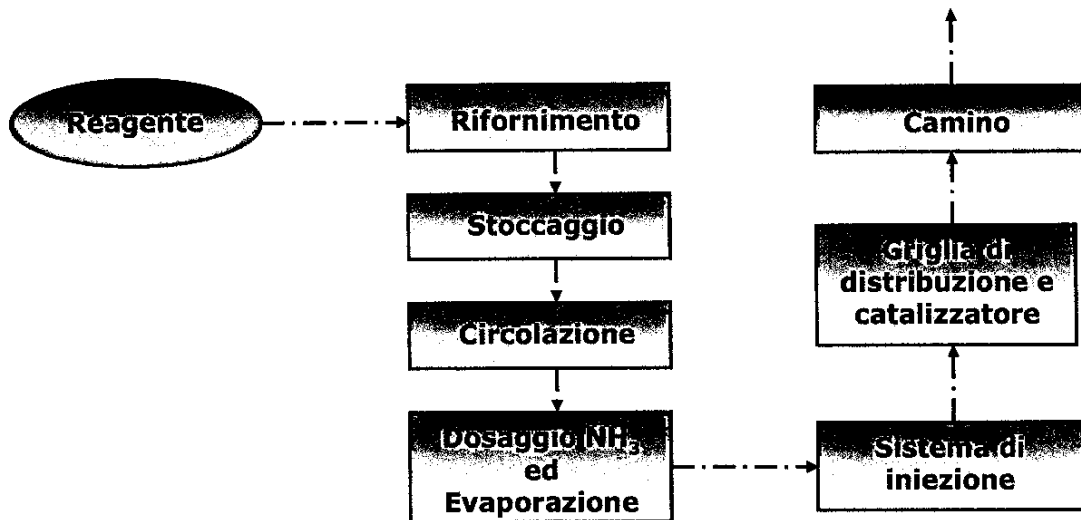 Reagente
Rifornimento
Stoccaggio
Circolazione
Dosaggio NH₃
ed
Evaporazione
Sistema di
iniezione
Griglia di
distribuzione e
catalizzatore
Camino